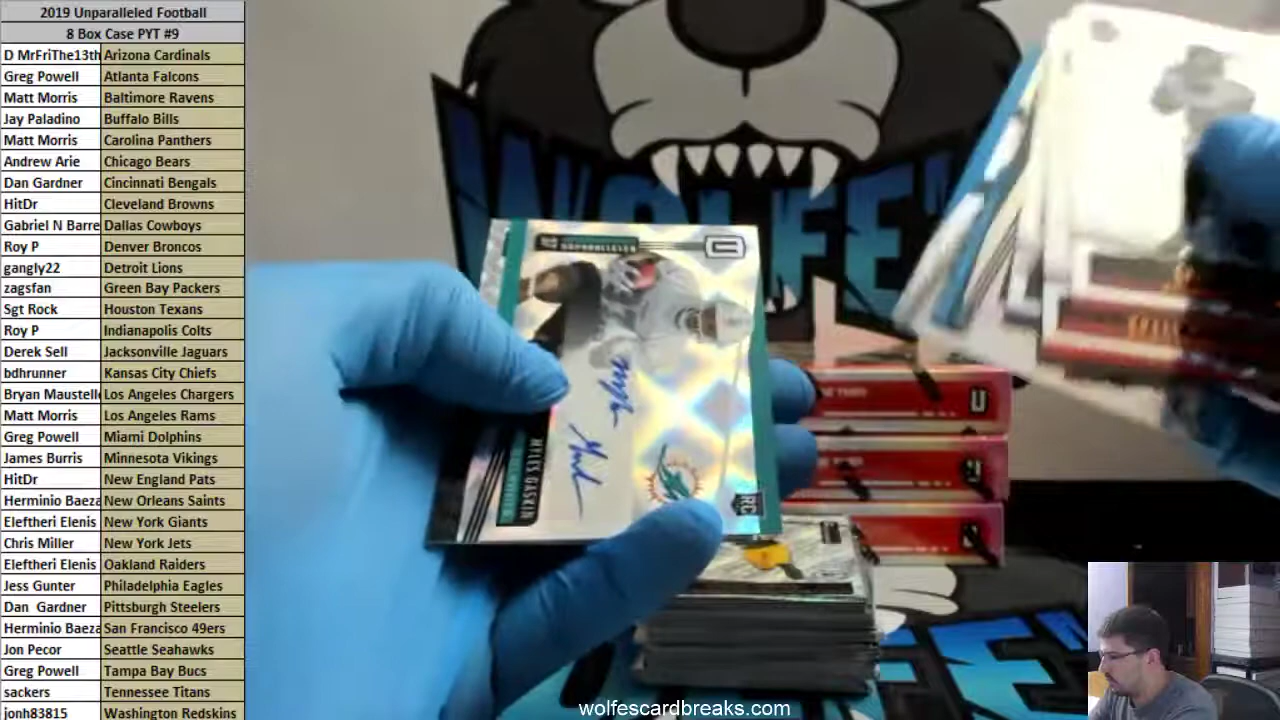 2019 Unparalleled Football
8 Box Case PYT #9
D MrFriThe13th Arizona Cardinals
Greg Powell Atlanta Falcons
Matt Morris Baltimore Ravens
Jay Paladino Buffalo Bills
Matt Morris Carolina Panthers
Andrew Arie Chicago Bears
Dan Gardner Cincinnati Bengals
HitDr Cleveland Browns
Gabriel N Barre Dallas Cowboys
Roy P Denver Broncos
gangly22 Detroit Lions
zagsfan Green Bay Packers
Sgt Rock Houston Texans
Roy P Indianapolis Colts
Derek Sell Jacksonville Jaguars
bdhrunner Kansas City Chiefs
Bryan Maustelle Los Angeles Chargers
Matt Morris Los Angeles Rams
Greg Powell Miami Dolphins
James Burris Minnesota Vikings
HitDr New England Pats
Herminio Baeza New Orleans Saints
Eleftheri Elenis New York Giants
Chris Miller New York Jets
Eleftheri Elenis Oakland Raiders
Jess Gunter Philadelphia Eagles
Dan Gardner Pittsburgh Steelers
Herminio Baeza San Francisco 49ers
Jon Pecor Seattle Seahawks
Greg Powell Tampa Bay Bucs
sackers Tennessee Titans
jonh83815 Washington Redskins
WOLFE'S
UNPARALLELED
MYLES GASKIN
RC
wolfescardbreaks.com